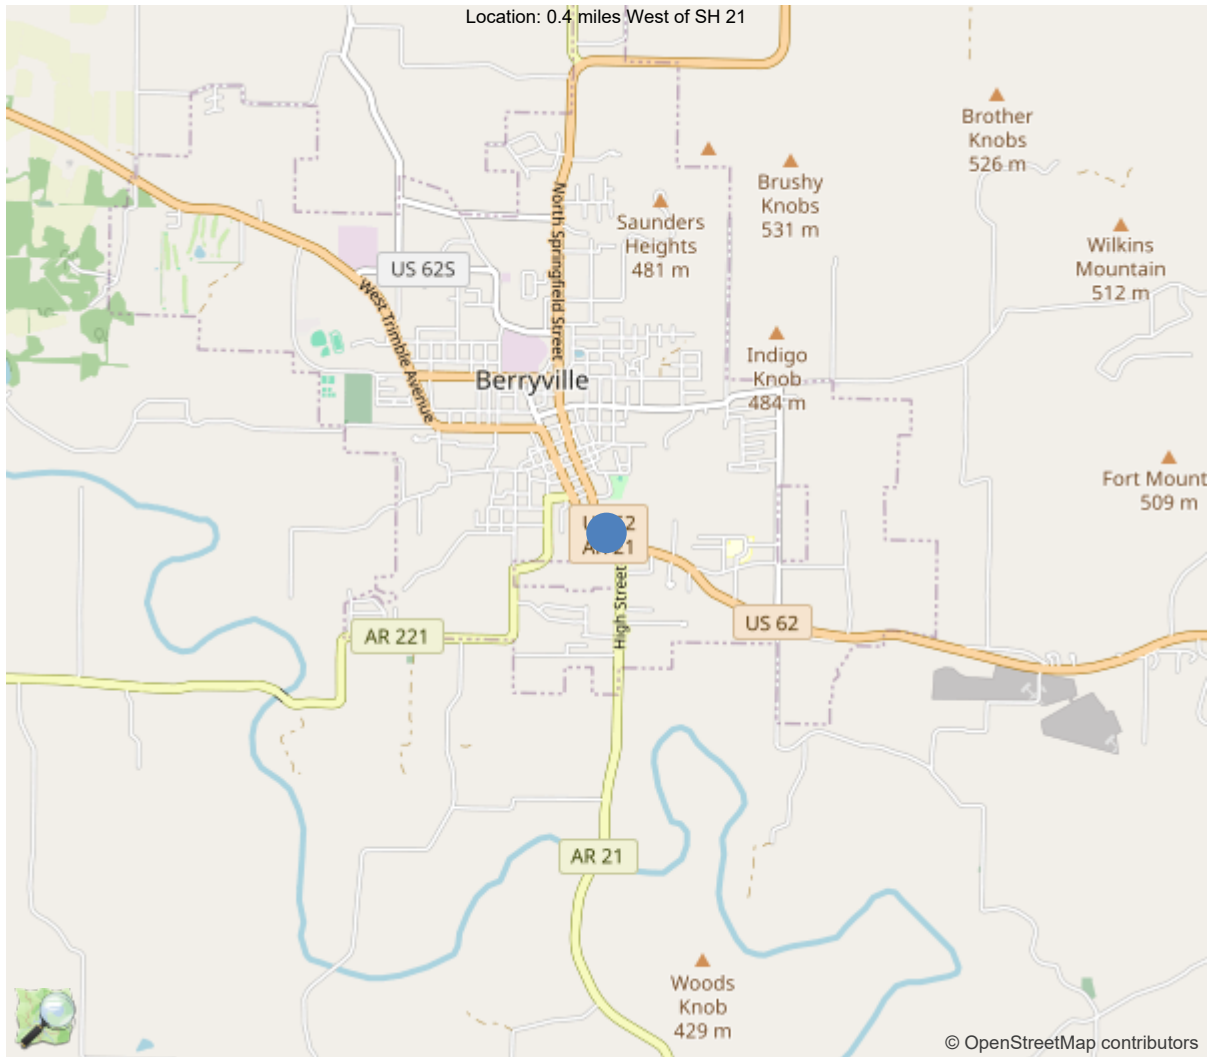 Location: 0.4 miles West of SH 21
Brother
Knobs
526 m
Brushy
Knobs
531 m
Saunders
Heights
481 m
Wilkins
Mountain
512 m
US 62S
North Springfield Street
West Trimble Avenue
Indigo
Knob
484 m
Berryville
Fort Mount
509 m
High Street
US 62
AR 221
AR 21
Woods
Knob
429 m
© OpenStreetMap contributors